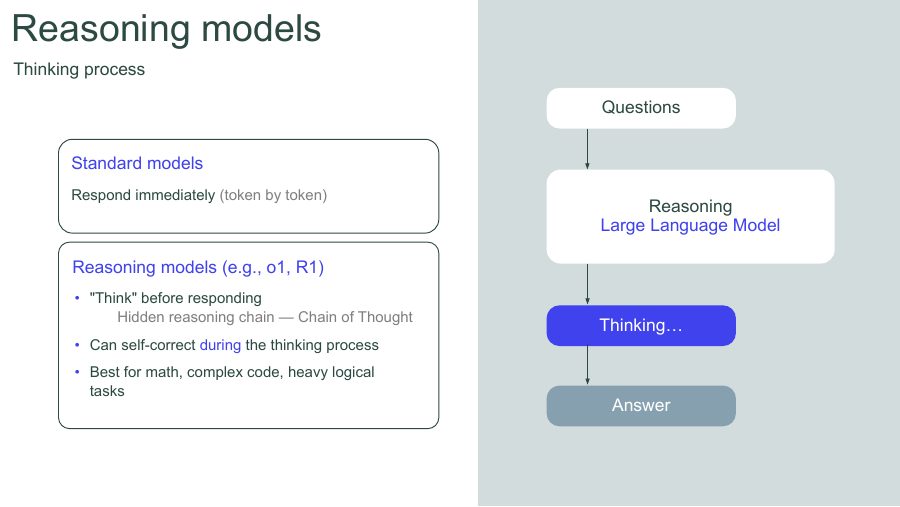 Reasoning models
Thinking process
Standard models
Respond immediately (token by token)
Reasoning models (e.g., o1, R1)
• "Think" before responding
Hidden reasoning chain — Chain of Thought
• Can self-correct during the thinking process
• Best for math, complex code, heavy logical
tasks
Questions
Reasoning
Large Language Model
Thinking…
Answer